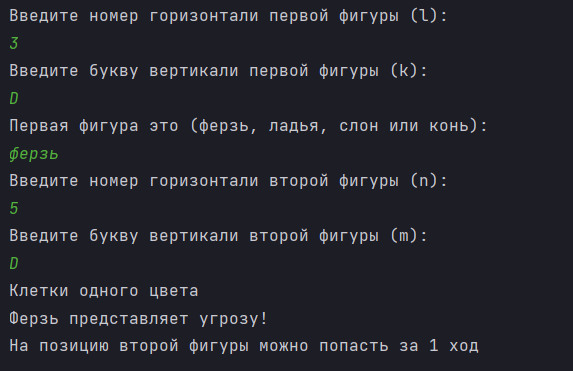 Введите номер горизонтали первой фигуры (l):
3
Введите букву вертикали первой фигуры (k):
D
Первая фигура это (ферзь, ладья, слон или конь):
ферзь
Введите номер горизонтали второй фигуры (n):
5
Введите букву вертикали второй фигуры (m):
D
Клетки одного цвета
Ферзь представляет угрозу!
На позицию второй фигуры можно попасть за 1 ход